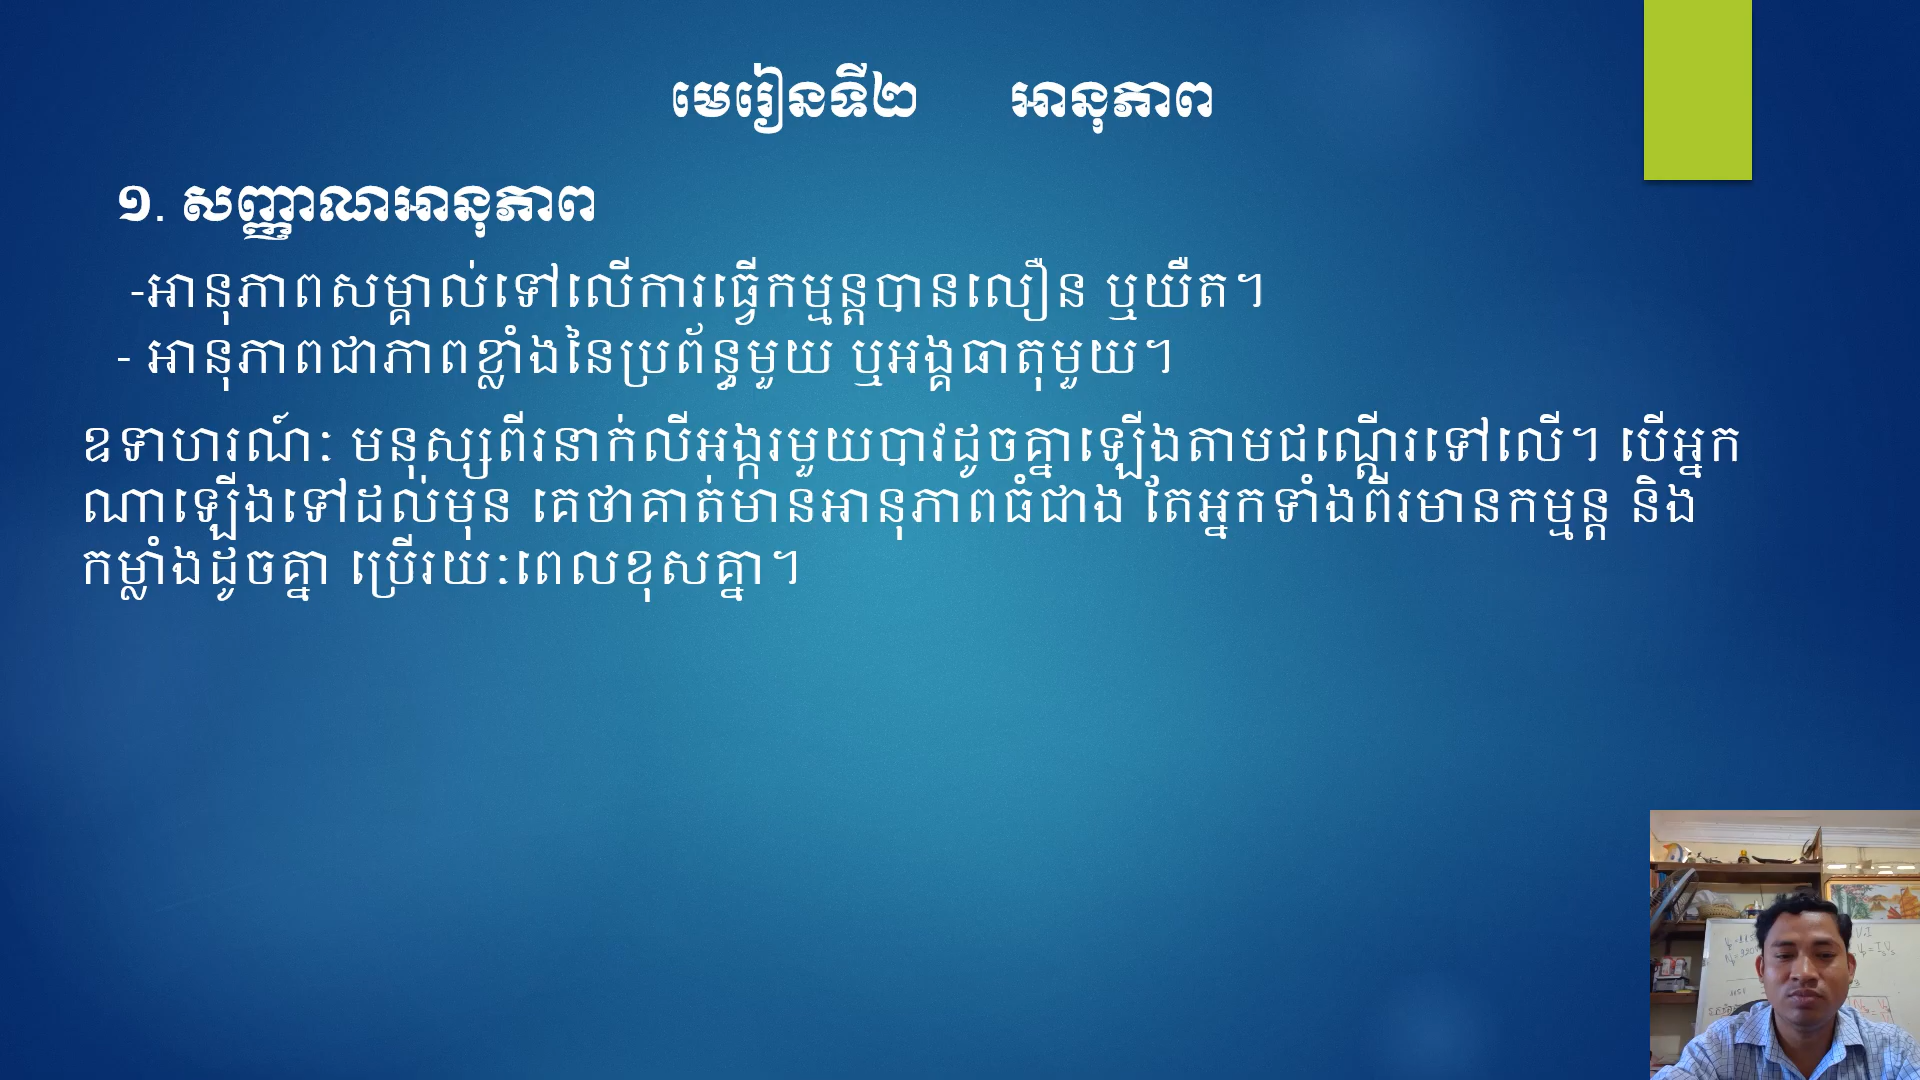 មេរៀនទី២ អានុភាព
១. សញ្ញាណអានុភាព
-អានុភាពសម្គាល់ទៅលើការធ្វើកម្មន្តបានលឿន ឬយឺត។
- អានុភាពជាភាពខ្លាំងនៃប្រព័ន្ធមួយ ឬអង្គធាតុមួយ។
ឧទាហរណ៍ៈ មនុស្សពីរនាក់លីអង្ករមួយបាវដូចគ្នាឡើងតាមជណ្តើរទៅលើ។ បើអ្នក
ណាឡើងទៅដល់មុន គេថាគាត់មានអានុភាពធំជាង តែអ្នកទាំងពីរមានកម្មន្ត និង
កម្លាំងដូចគ្នា ប្រើរយៈពេលខុសគ្នា។